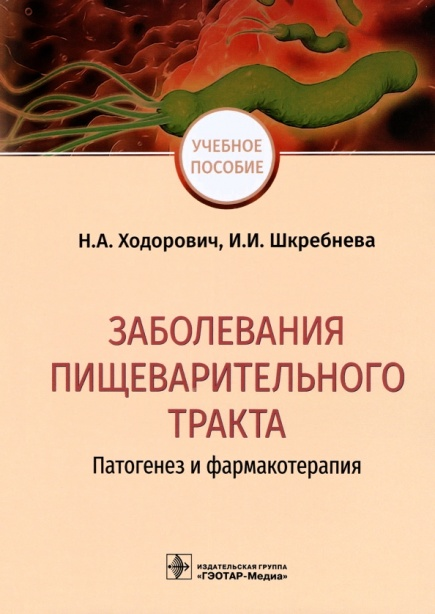 УЧЕБНОЕ
ПОСОБИЕ
Н.А. Ходорович, И.И. Шкребнева
ЗАБОЛЕВАНИЯ
ПИЩЕВАРИТЕЛЬНОГО
ТРАКТА
Патогенез и фармакотерапия
ИЗДАТЕЛЬСКАЯ ГРУППА
«ГЭОТАР-Медиа»